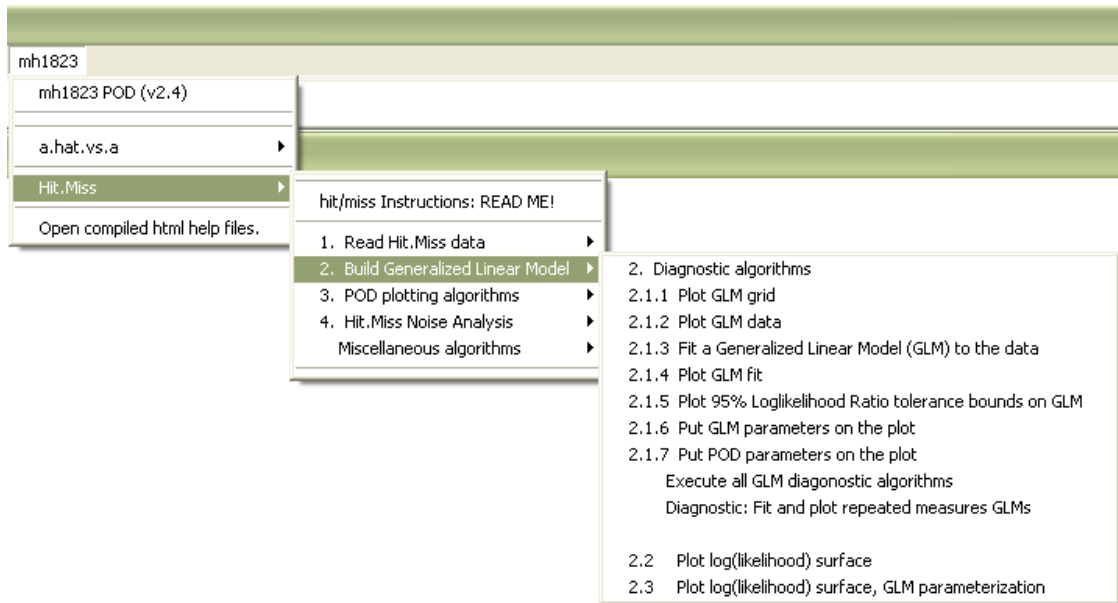 mh1823
mh1823 POD (v2.4)
a.hat.vs.a
Hit.Miss
Open compiled html help files.
hit/miss Instructions: READ ME!
1. Read Hit.Miss data
2. Build Generalized Linear Model
3. POD plotting algorithms
4. Hit.Miss Noise Analysis
Miscellaneous algorithms
2. Diagnostic algorithms
2.1.1 Plot GLM grid
2.1.2 Plot GLM data
2.1.3 Fit a Generalized Linear Model (GLM) to the data
2.1.4 Plot GLM fit
2.1.5 Plot 95% Loglikelihood Ratio tolerance bounds on GLM
2.1.6 Put GLM parameters on the plot
2.1.7 Put POD parameters on the plot
Execute all GLM diagonostic algorithms
Diagnostic: Fit and plot repeated measures GLMs
2.2 Plot log(likelihood) surface
2.3 Plot log(likelihood) surface, GLM parameterization